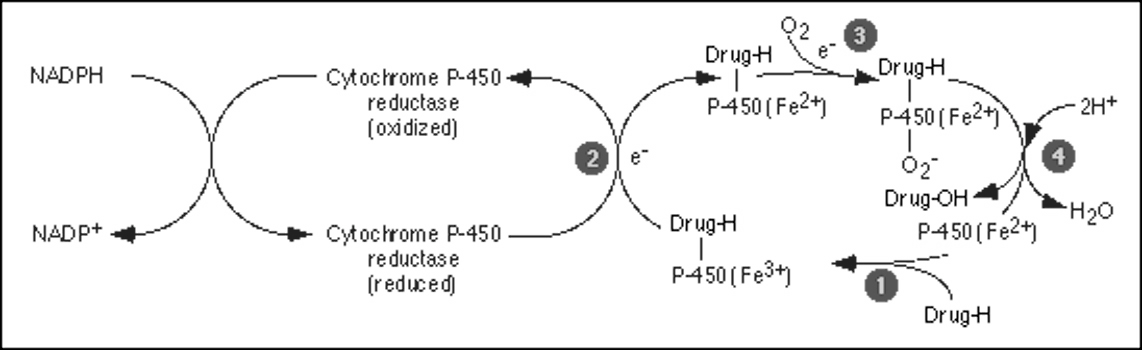 NADPH
NADP+
Cytochrome P-450
reductase
(oxidized)
Cytochrome P-450
reductase
(reduced)
2
e-
Drug-H
P-450(Fe2+)
Drug-H
P-450(Fe3+)
O2
e-
3
Drug-H
P-450(Fe2+)
O2-
2H+
4
Drug-OH
H2O
P-450(Fe2+)
1
Drug-H